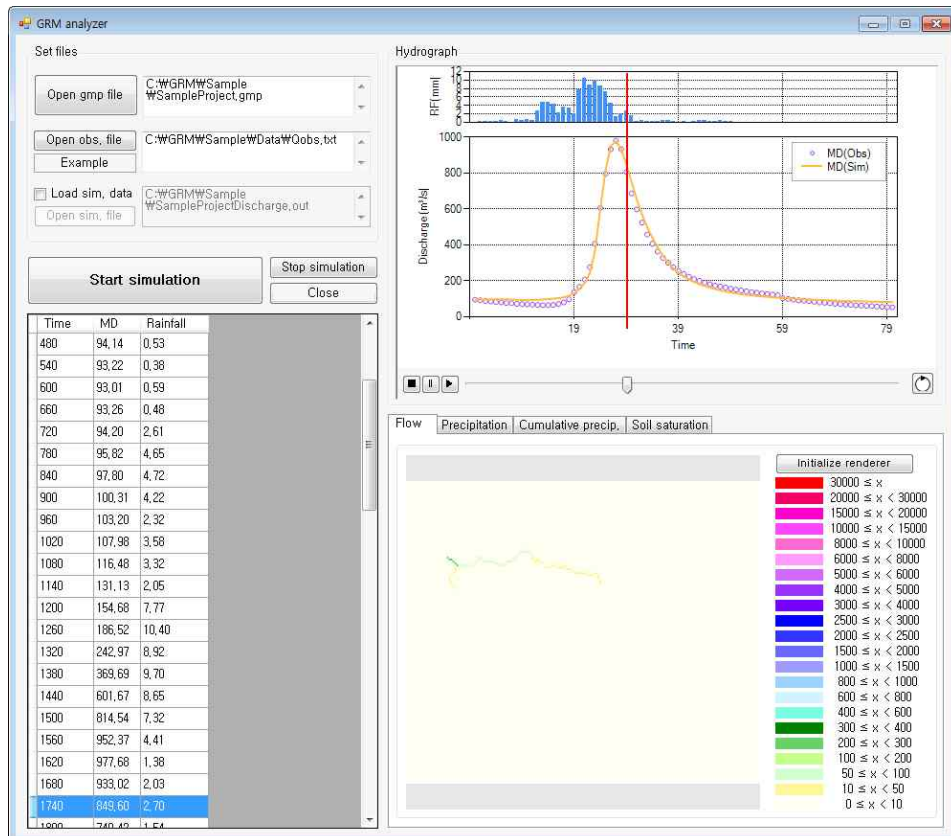 GRM analyzer
Set files
Open gmp file
C:₩GRM₩Sample
₩SampleProject.gmp
Open obs. file
C:₩GRM₩Sample₩Data₩Qobs.txt
Example
Load sim. data
C:₩GRM₩Sample
₩SampleProjectDischarge.out
Open sim. file
Start simulation
Stop simulation
Close
Time MD Rainfall
480 94.14 0.53
540 93.22 0.38
600 93.01 0.59
660 93.26 0.48
720 94.20 2.61
780 95.82 4.65
840 97.80 4.72
900 100.31 4.22
960 103.20 2.32
1020 107.98 3.58
1080 116.48 3.32
1140 131.13 2.05
1200 154.68 7.77
1260 186.52 10.40
1320 242.97 8.92
1380 369.69 9.70
1440 601.67 8.65
1500 814.54 7.32
1560 952.37 4.41
1620 977.68 1.38
1680 933.02 2.03
1740 849.60 2.70
Hydrograph
RF[mm]
12
10
8
6
4
2
0
Discharge[m³/s]
1000
800
600
400
200
0
MD(Obs)
MD(Sim)
19 39 59 79
Time
Flow Precipitation Cumulative precip. Soil saturation
Initialize renderer
30000 ≤ x
20000 ≤ x < 30000
15000 ≤ x < 20000
10000 ≤ x < 15000
8000 ≤ x < 10000
6000 ≤ x < 8000
5000 ≤ x < 6000
4000 ≤ x < 5000
3000 ≤ x < 4000
2500 ≤ x < 3000
2000 ≤ x < 2500
1500 ≤ x < 2000
1000 ≤ x < 1500
800 ≤ x < 1000
600 ≤ x < 800
400 ≤ x < 600
300 ≤ x < 400
200 ≤ x < 300
100 ≤ x < 200
50 ≤ x < 100
10 ≤ x < 50
0 ≤ x < 10